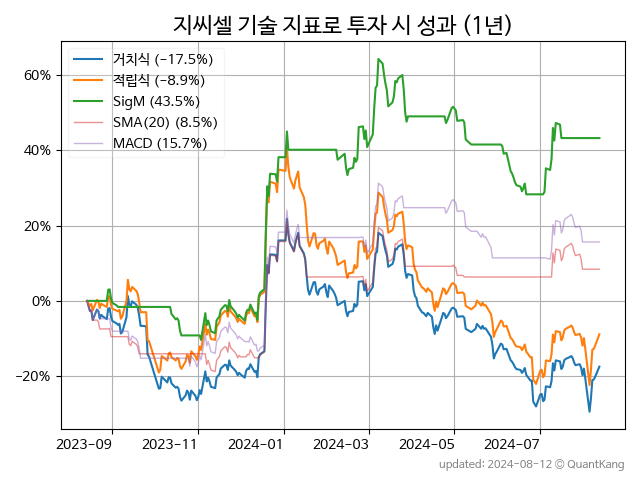 지씨셀 기술 지표로 투자 시 성과 (1년)
거치식 (-17.5%)
적립식 (-8.9%)
SigM (43.5%)
SMA(20) (8.5%)
MACD (15.7%)
60%
40%
20%
0%
-20%
2023-09
2023-11
2024-01
2024-03
2024-05
2024-07
updated: 2024-08-12 © QuantKang